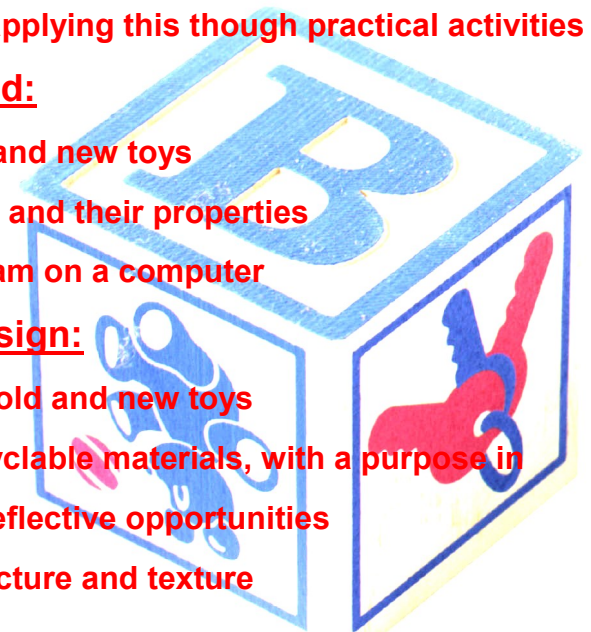 applying this though practical activities
d:
and new toys
and their properties
am on a computer
sign:
old and new toys
yclable materials, with a purpose in
eflective opportunities
cture and texture
B